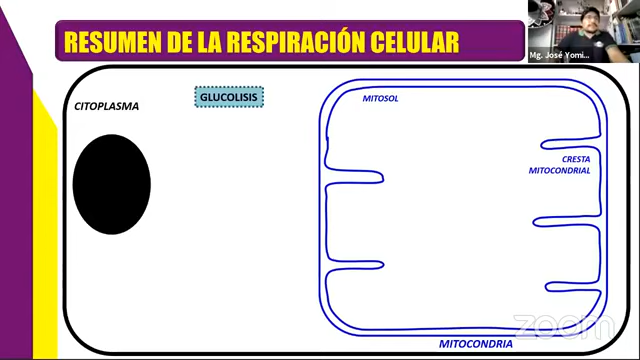 RESUMEN DE LA RESPIRACIÓN CELULAR
Mg. José Yomi...
CITOPLASMA
GLUCOLISIS
MITOSOL
CRESTA
MITOCONDRIAL
MITOCONDRIA
zoom